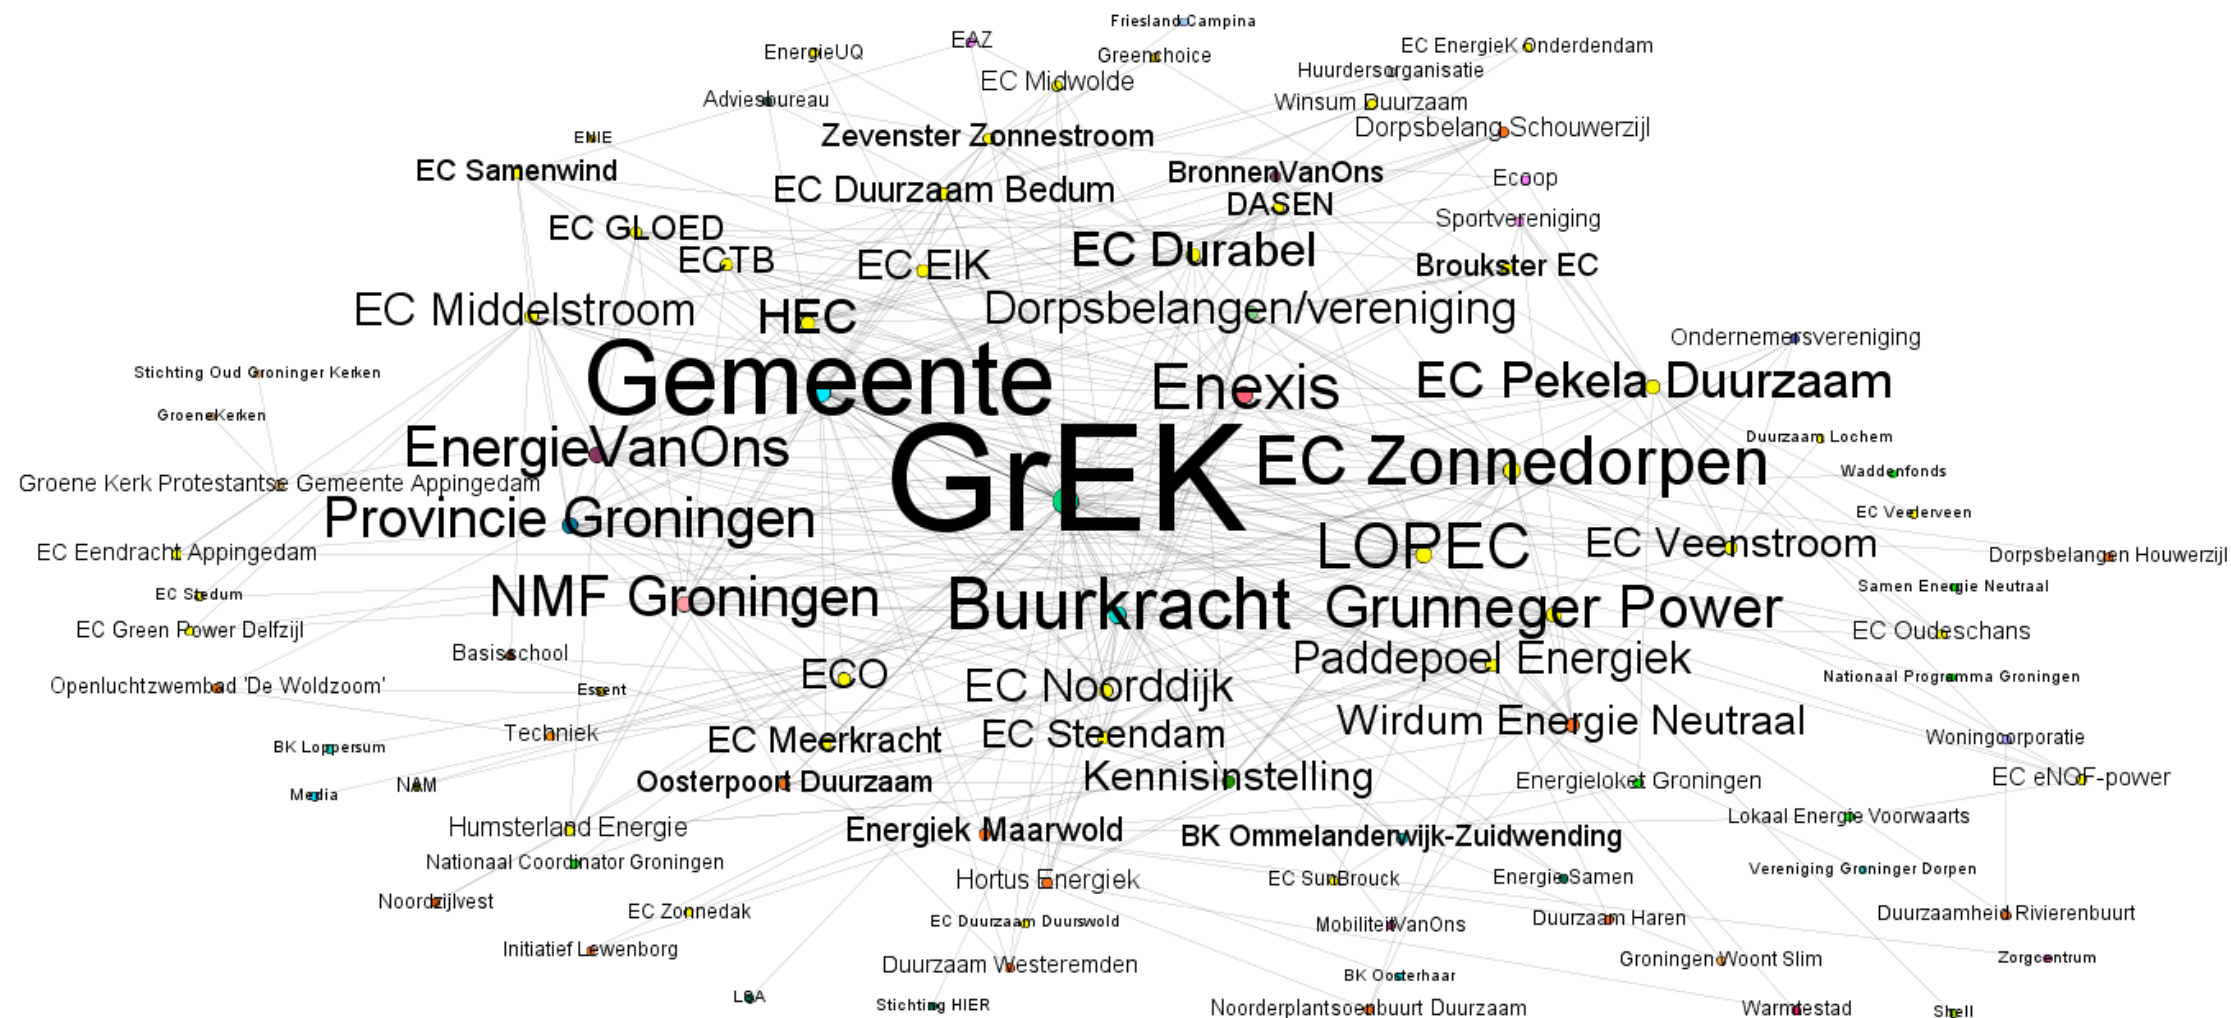 Friesland Campina
EAZ
EnergieUQ
Greenchoice
EC EnergieK Onderdendam
Huurdersorganisatie
EC Midwolde
Adviesbureau
Winsum Duurzaam
Dorpsbelang Schouwerzijl
ENIE
Zevenster Zonnestroom
EC Samenwind
BronnenVanOns
Ecoop
EC Duurzaam Bedum
DASEN
Sportvereniging
EC GLOED
ECTB
EC EIK
EC Durabel
Broukster EC
EC Middelstroom
HEC
Dorpsbelangen/vereniging
Ondernemersvereniging
Stichting Oud Groninger Kerken
Gemeente
Enexis
EC Pekela Duurzaam
GroeneKerken
Duurzaam Lochem
EnergieVanOns
GrEK
EC Zonnedorpen
Waddenfonds
Groene Kerk Protestantse Gemeente Appingedam
EC Veelerveen
Provincie Groningen
LOPEC
EC Veenstroom
EC Eendracht Appingedam
Dorpsbelangen Houwerzijl
Samen Energie Neutraal
EC Stedum
NMF Groningen
Buurkracht
Grunneger Power
EC Green Power Delfzijl
EC Oudeschans
Basisschool
Paddepoel Energiek
ECO
Nationaal Programma Groningen
Openluchtzwembad 'De Woldzoom'
Essent
EC Noorddijk
Techniek
Wirdum Energie Neutraal
EC Meerkracht
EC Steendam
Woningcorporatie
BK Loppersum
Oosterpoort Duurzaam
Kennisinstelling
Energieloket Groningen
EC eNOF-power
NAM
Media
Lokaal Energie Voorwaarts
Humsterland Energie
Energiek Maarwold
BK Ommelanderwijk-Zuidwending
Nationaal Coordinator Groningen
Vereniging Groninger Dorpen
Hortus Energiek
EC SunBrouck
Energie Samen
Noordzijlvest
EC Zonnedak
EC Duurzaam Duurswold
MobiliteitVanOns
Duurzaam Haren
Duurzaamheid Rivierenbuurt
Initiatief Lewenborg
Duurzaam Westeremden
Groningen Woont Slim
Zorgcentrum
BK Oosterhaar
LSA
Stichting HIER
Noorderplantsoenbuurt Duurzaam
Warmtestad
Shell